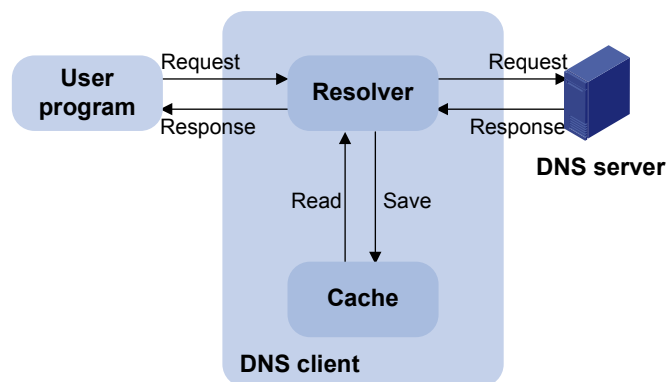 Request
Request
User
program
Resolver
Response
Response
DNS server
Read
Save
Cache
DNS client